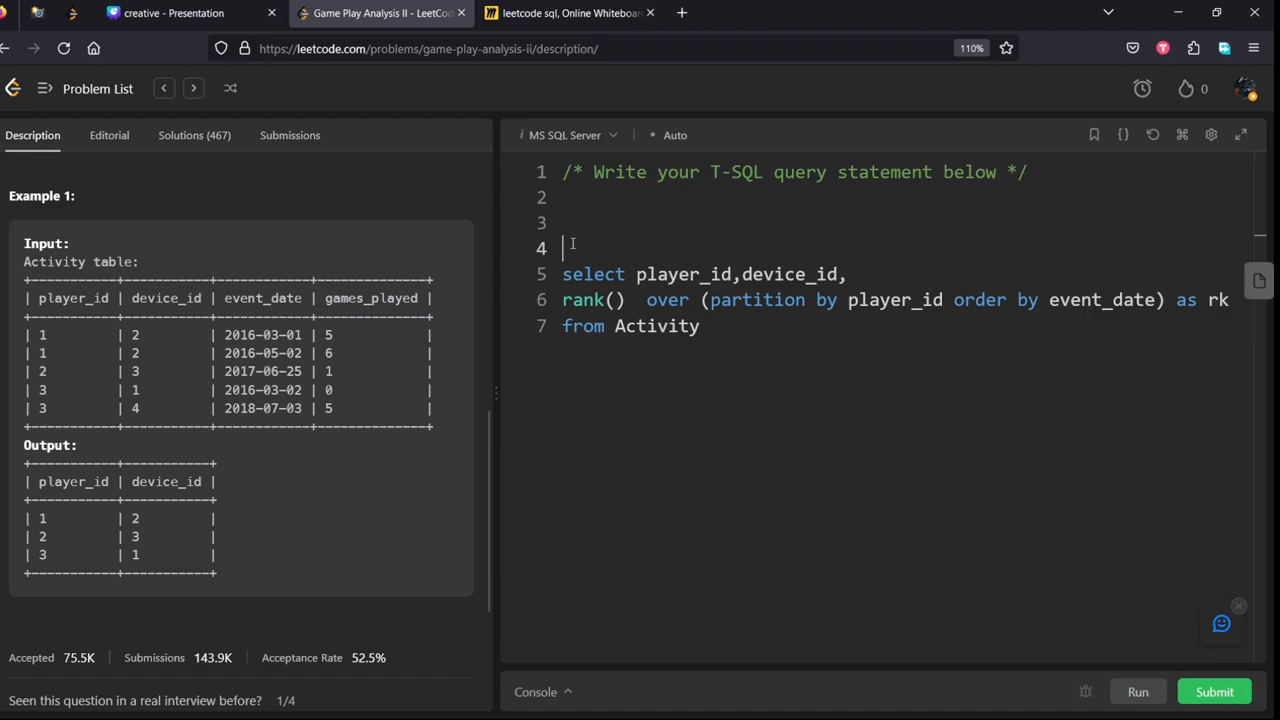 creative - Presentation
Game Play Analysis II - LeetCod
leetcode sql, Online Whiteboar
https://leetcode.com/problems/game-play-analysis-ii/description/
110%
Problem List
0
Description
Editorial
Solutions (467)
Submissions
MS SQL Server
Auto
Example 1:
Input:
Activity table:
+-----------+-----------+------------+--------------+
| player_id | device_id | event_date | games_played |
+-----------+-----------+------------+--------------+
| 1 | 2 | 2016-03-01 | 5 |
| 1 | 2 | 2016-05-02 | 6 |
| 2 | 3 | 2017-06-25 | 1 |
| 3 | 1 | 2016-03-02 | 0 |
| 3 | 4 | 2018-07-03 | 5 |
+-----------+-----------+------------+--------------+
Output:
+-----------+-----------+
| player_id | device_id |
+-----------+-----------+
| 1 | 2 |
| 2 | 3 |
| 3 | 1 |
+-----------+-----------+
Accepted 75.5K Submissions 143.9K Acceptance Rate 52.5%
Seen this question in a real interview before? 1/4
1 /* Write your T-SQL query statement below */
2
3
4
5 select player_id,device_id,
6 rank()  over (partition by player_id order by event_date) as rk
7 from Activity
Console
Run
Submit